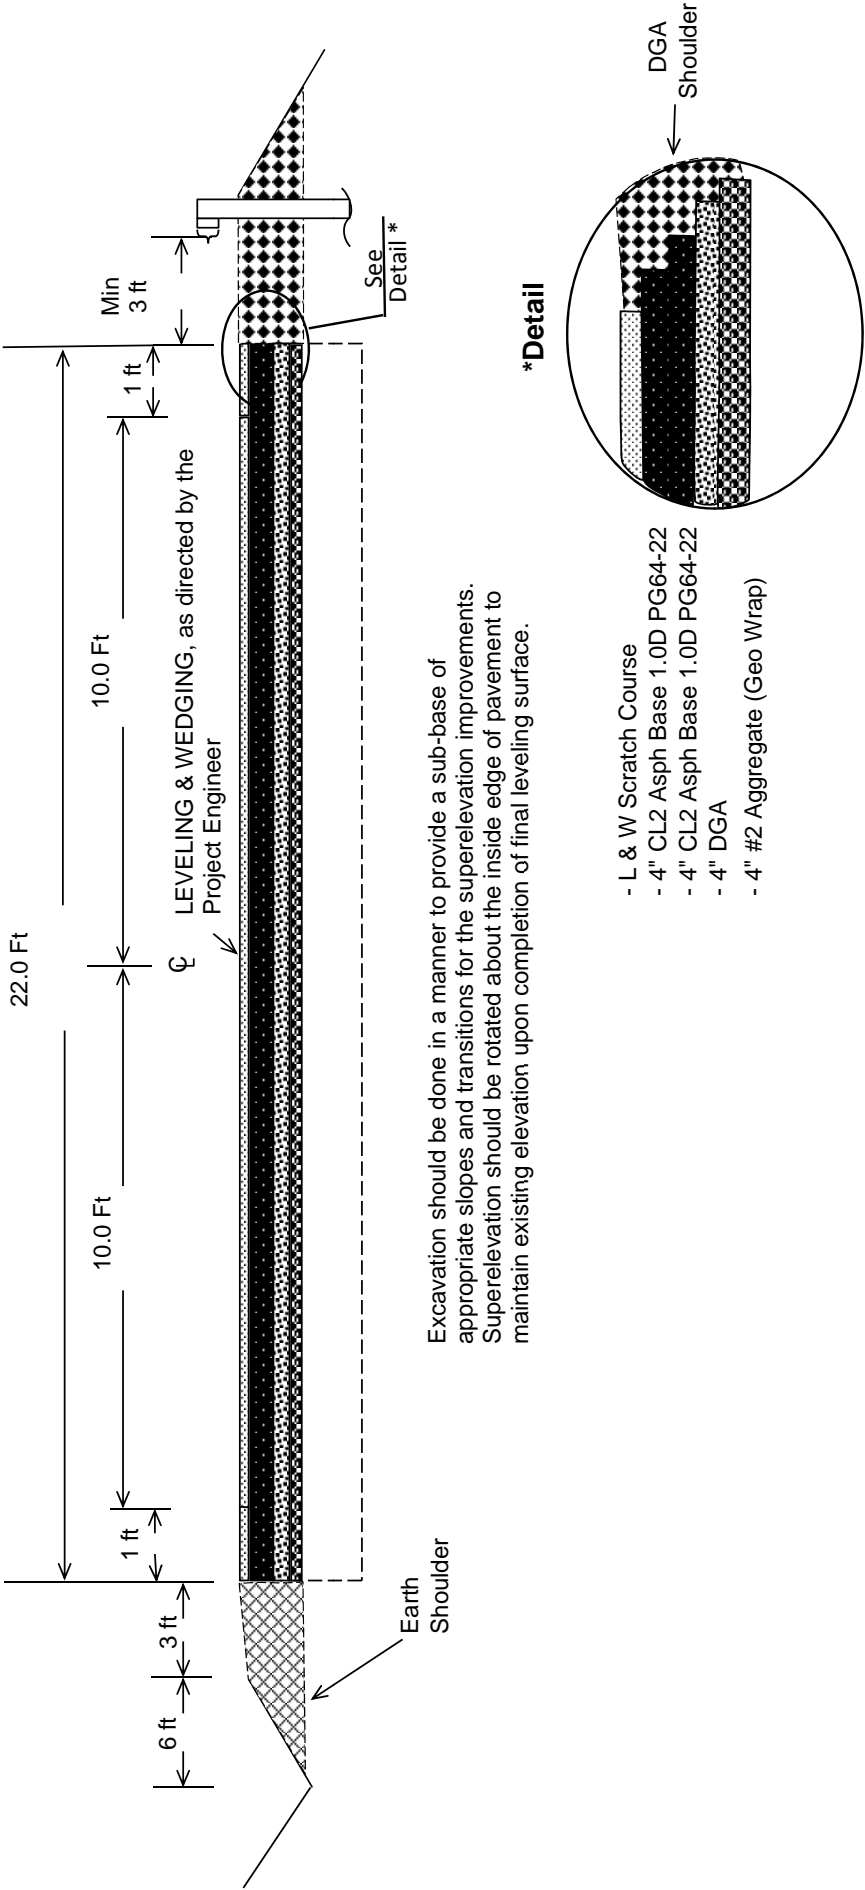 22.0 Ft
10.0 Ft
10.0 Ft
6 ft
3 ft
1 ft
1 ft
Min
3 ft
℄
LEVELING & WEDGING, as directed by the
Project Engineer
See
Detail *
Earth
Shoulder
Excavation should be done in a manner to provide a sub-base of
appropriate slopes and transitions for the superelevation improvements.
Superelevation should be rotated about the inside edge of pavement to
maintain existing elevation upon completion of final leveling surface.
*Detail
DGA
Shoulder
- L & W Scratch Course
- 4" CL2 Asph Base 1.0D PG64-22
- 4" CL2 Asph Base 1.0D PG64-22
- 4" DGA
- 4" #2 Aggregate (Geo Wrap)